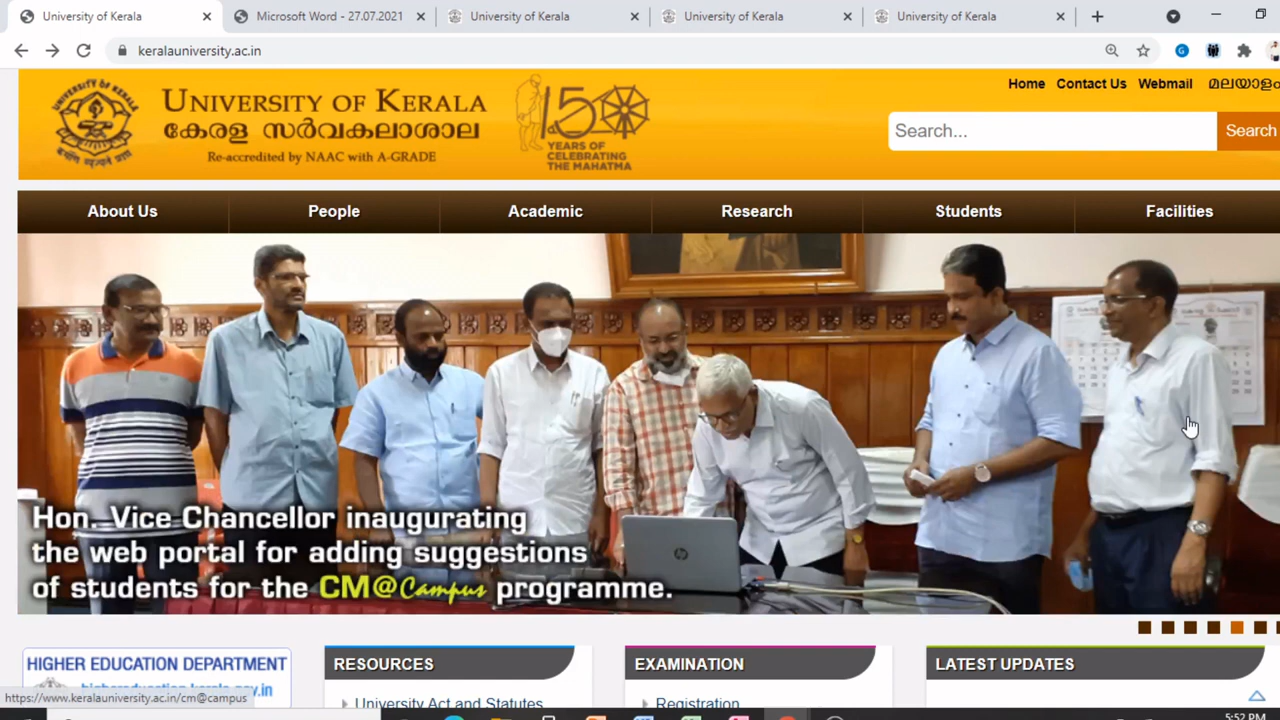 University of Kerala
Microsoft Word - 27.07.2021
University of Kerala
University of Kerala
University of Kerala
keralauniversity.ac.in
Home Contact Us Webmail മലയാളം
UNIVERSITY OF KERALA
കേരള സർവകലാശാല
Re-accredited by NAAC with A-GRADE
150
YEARS OF
CELEBRATING
THE MAHATMA
Search...
Search
About Us People Academic Research Students Facilities
Hon. Vice Chancellor inaugurating
the web portal for adding suggestions
of students for the CM@Campus programme.
HIGHER EDUCATION DEPARTMENT
RESOURCES
EXAMINATION
LATEST UPDATES
https://www.keralauniversity.ac.in/cm@campus
University Act and Statutes
Registration
5:52 PM